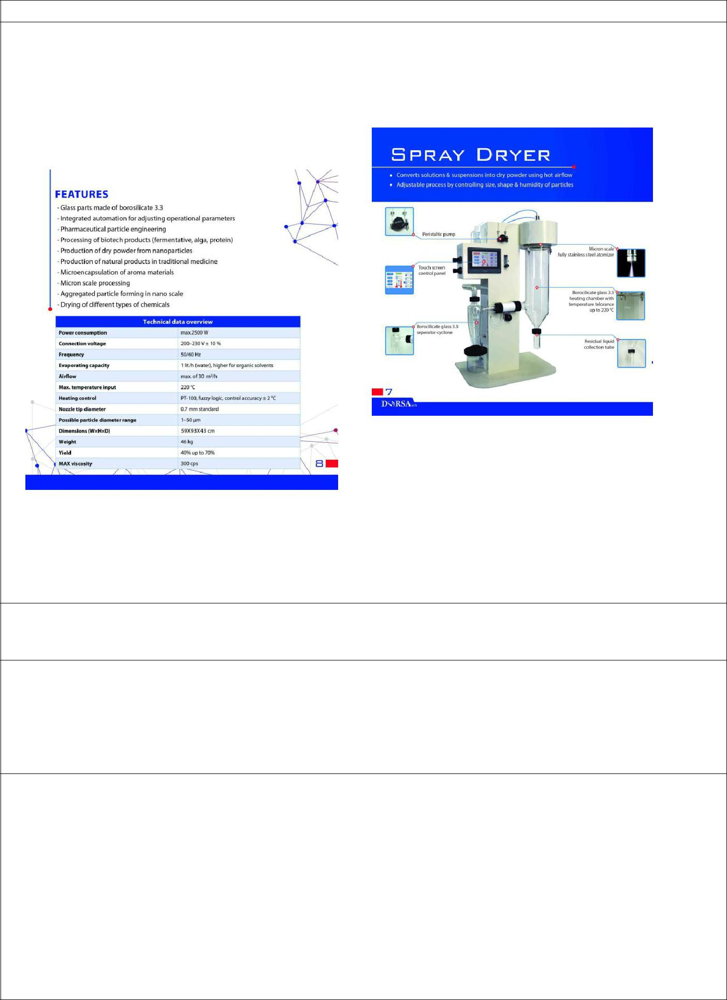 FEATURES
- Glass parts made of borosilicate 3.3
- Integrated automation for adjusting operational parameters
- Pharmaceutical particle engineering
- Processing of biotech products (fermentative, alga, protein)
- Production of dry powder from nanoparticles
- Production of natural products in traditional medicine
- Microencapsulation of aroma materials
- Micron scale processing
- Aggregated particle forming in nano scale
- Drying of different types of chemicals
Technical data overview
Power consumption max.2500 W
Connection voltage 200–230 V ± 10 %
Frequency 50/60 Hz
Evaporating capacity 1 lit/h (water), higher for organic solvents
Airflow max. of 30 m³/h
Max. temperature input 220 °C
Heating control PT-100, fuzzy logic, control accuracy ± 2 °C
Nozzle tip diameter 0.7 mm standard
Possible particle diameter range 1–50 µm
Dimensions (W×H×D) 59X93X43 cm
Weight 46 kg
Yield 40% up to 70%
MAX viscosity 300 cps
8
SPRAY DRYER
• Converts solutions & suspensions into dry powder using hot airflow
• Adjustable process by controlling size, shape & humidity of particles
Peristaltic pump
Touch screen
control panel
Borocilicate glass 3.3
seperator cyclone
Micron scale
fully stainless steel atomizer
Borocilicate glass 3.3
heating chamber with
temperature telorance
up to 220 °C
Residual liquid
collection tube
7
DORSA